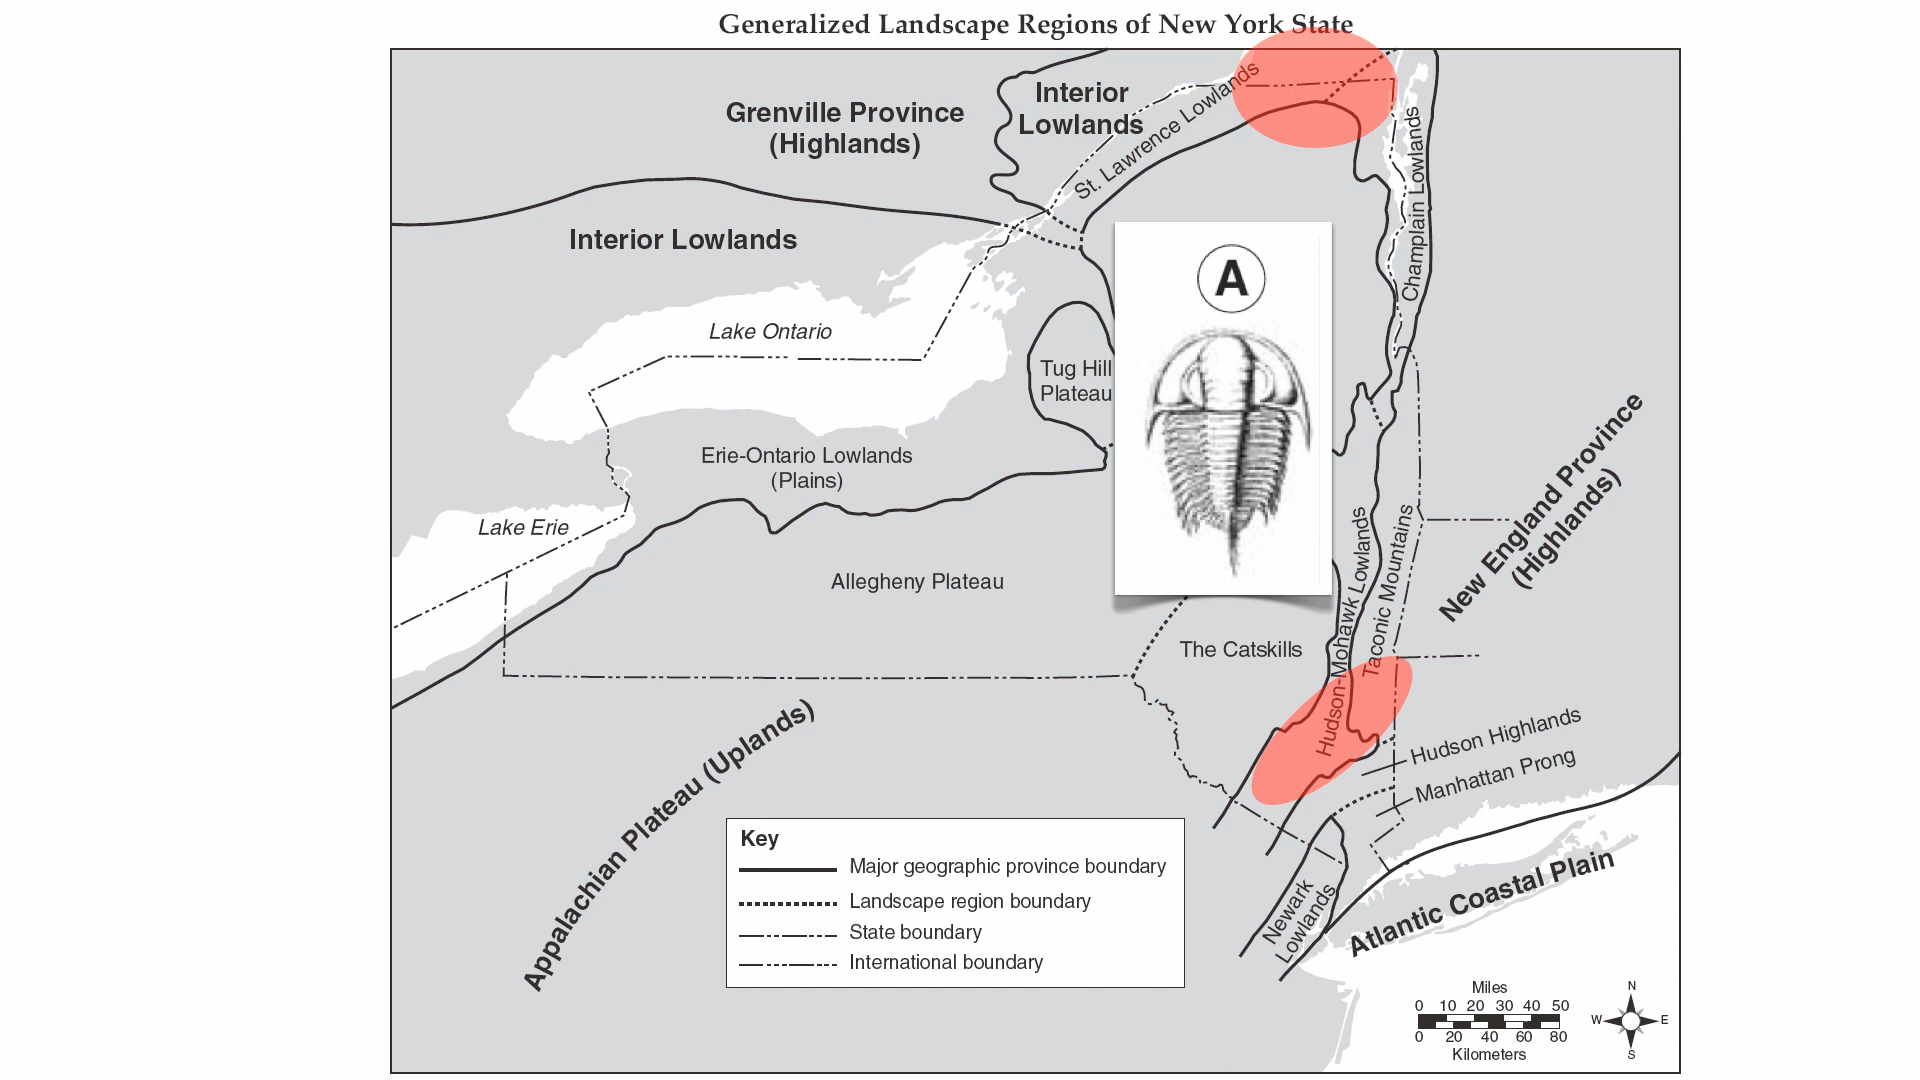 Generalized Landscape Regions of New York State
Grenville Province
(Highlands)
Interior
Lowlands
St. Lawrence Lowlands
Champlain Lowlands
Interior Lowlands
A
Lake Ontario
Tug Hill
Plateau
Erie-Ontario Lowlands
(Plains)
Lake Erie
Allegheny Plateau
New England Province
(Highlands)
Hudson-Mohawk Lowlands
Taconic Mountains
The Catskills
Appalachian Plateau (Uplands)
Hudson Highlands
Manhattan Prong
Newark
Lowlands
Atlantic Coastal Plain
Key
Major geographic province boundary
Landscape region boundary
State boundary
International boundary
Miles
0 10 20 30 40 50
0 20 40 60 80
Kilometers
N
W E
S